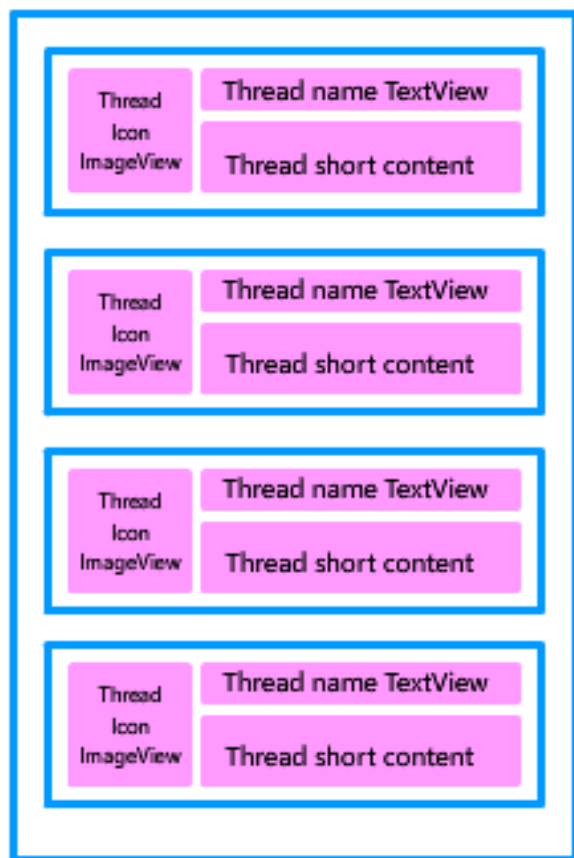 Thread
Icon
ImageView
Thread name TextView
Thread short content
Thread
Icon
ImageView
Thread name TextView
Thread short content
Thread
Icon
ImageView
Thread name TextView
Thread short content
Thread
Icon
ImageView
Thread name TextView
Thread short content